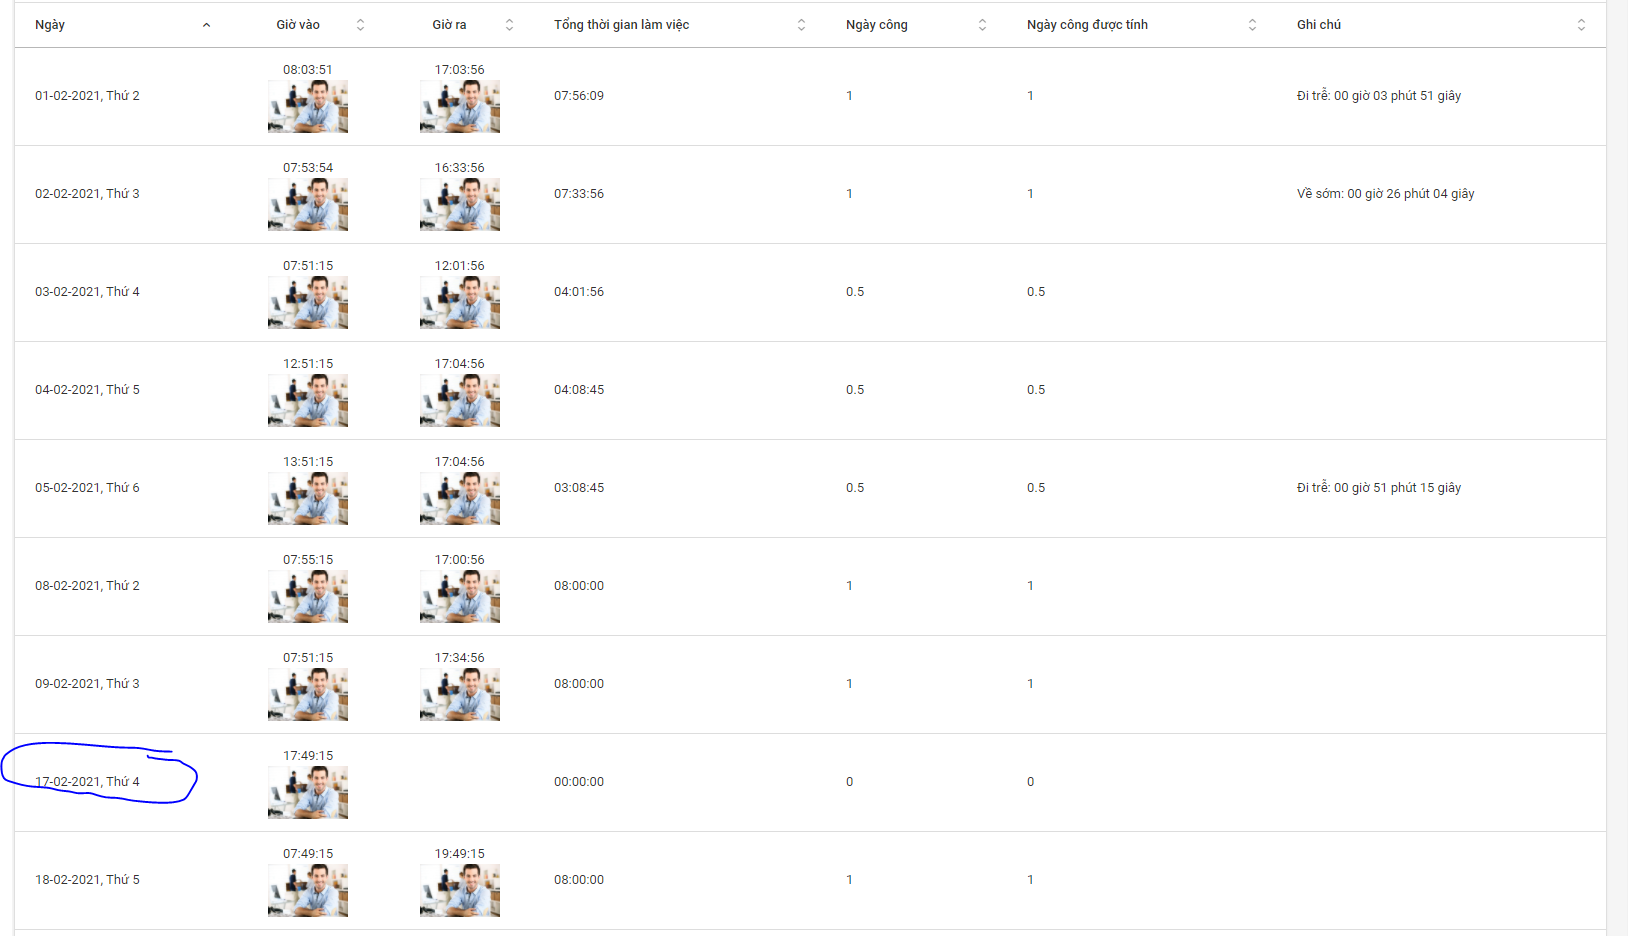 Ngày Giờ vào Giờ ra Tổng thời gian làm việc Ngày công Ngày công được tính Ghi chú
08:03:51 17:03:56
01-02-2021, Thứ 2 07:56:09 1 1 Đi trễ: 00 giờ 03 phút 51 giây
07:53:54 16:33:56
02-02-2021, Thứ 3 07:33:56 1 1 Về sớm: 00 giờ 26 phút 04 giây
07:51:15 12:01:56
03-02-2021, Thứ 4 04:01:56 0.5 0.5
12:51:15 17:04:56
04-02-2021, Thứ 5 04:08:45 0.5 0.5
13:51:15 17:04:56
05-02-2021, Thứ 6 03:08:45 0.5 0.5 Đi trễ: 00 giờ 51 phút 15 giây
07:55:15 17:00:56
08-02-2021, Thứ 2 08:00:00 1 1
07:51:15 17:34:56
09-02-2021, Thứ 3 08:00:00 1 1
17:49:15
17-02-2021, Thứ 4 00:00:00 0 0
07:49:15 19:49:15
18-02-2021, Thứ 5 08:00:00 1 1